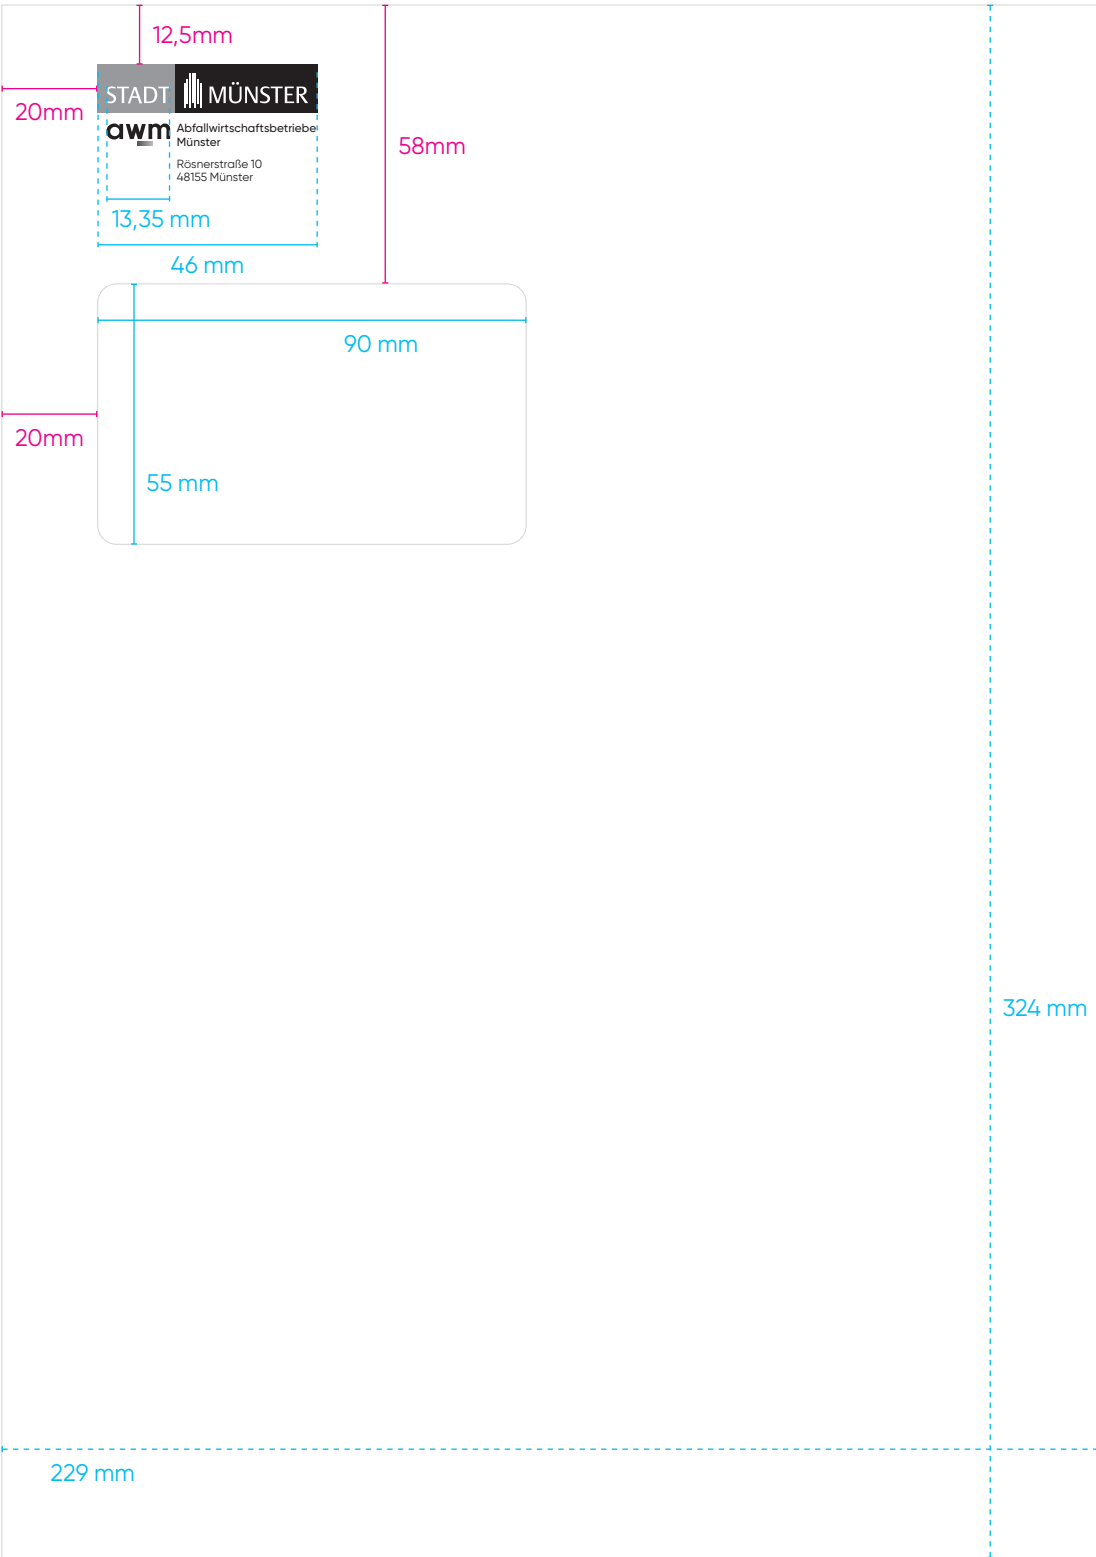 12,5mm
20mm
STADT MÜNSTER
awm
Abfallwirtschaftsbetriebe
Münster
Rösnerstraße 10
48155 Münster
58mm
13,35 mm
46 mm
90 mm
20mm
55 mm
324 mm
229 mm